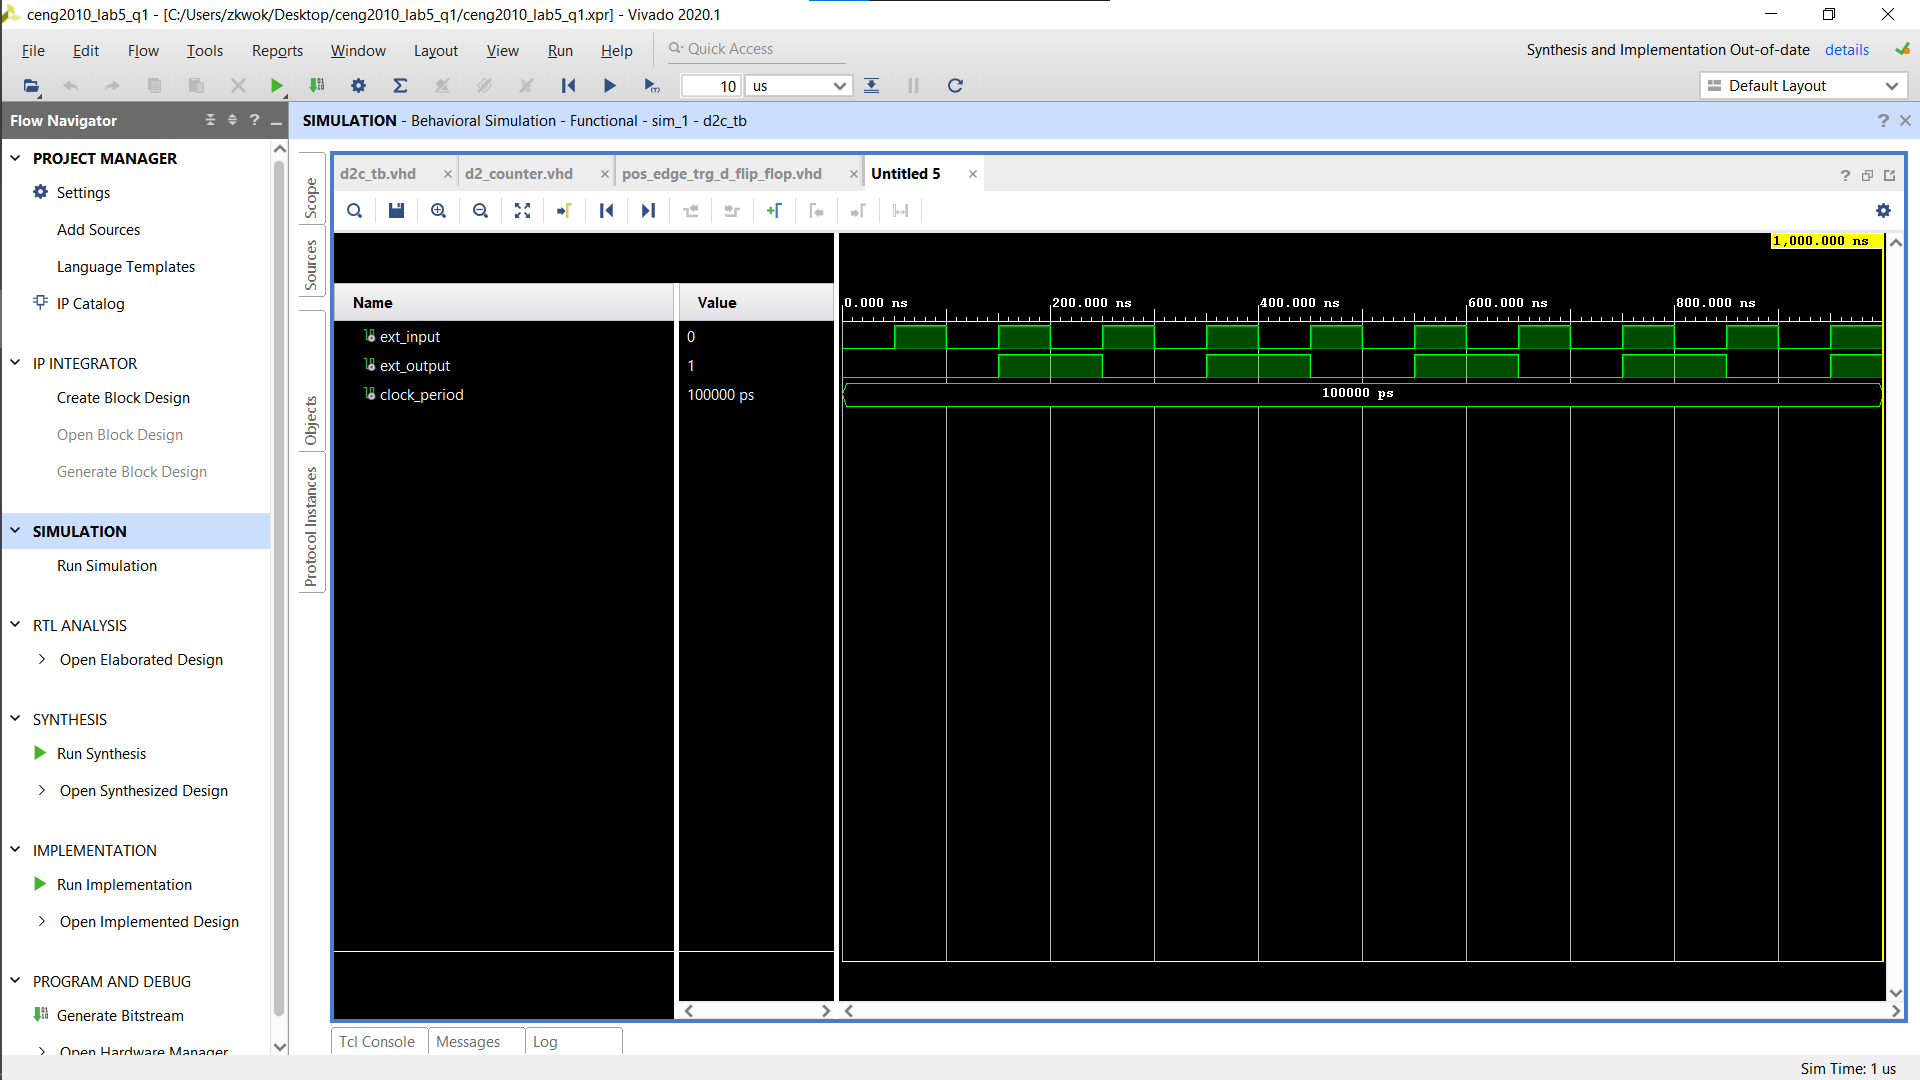 ceng2010_lab5_q1 - [C:/Users/zkwok/Desktop/ceng2010_lab5_q1/ceng2010_lab5_q1.xpr] - Vivado 2020.1
File Edit Flow Tools Reports Window Layout View Run Help Quick Access
Synthesis and Implementation Out-of-date details
10 us
Default Layout
Flow Navigator
PROJECT MANAGER
Settings
Add Sources
Language Templates
IP Catalog
IP INTEGRATOR
Create Block Design
Open Block Design
Generate Block Design
SIMULATION
Run Simulation
RTL ANALYSIS
Open Elaborated Design
SYNTHESIS
Run Synthesis
Open Synthesized Design
IMPLEMENTATION
Run Implementation
Open Implemented Design
PROGRAM AND DEBUG
Generate Bitstream
Open Hardware Manager
SIMULATION - Behavioral Simulation - Functional - sim_1 - d2c_tb
Scope
Sources
Objects
Protocol Instances
d2c_tb.vhd d2_counter.vhd pos_edge_trg_d_flip_flop.vhd Untitled 5
1,000.000 ns
Name Value
0.000 ns 200.000 ns 400.000 ns 600.000 ns 800.000 ns
ext_input 0
ext_output 1
clock_period 100000 ps
100000 ps
Tcl Console Messages Log
Sim Time: 1 us